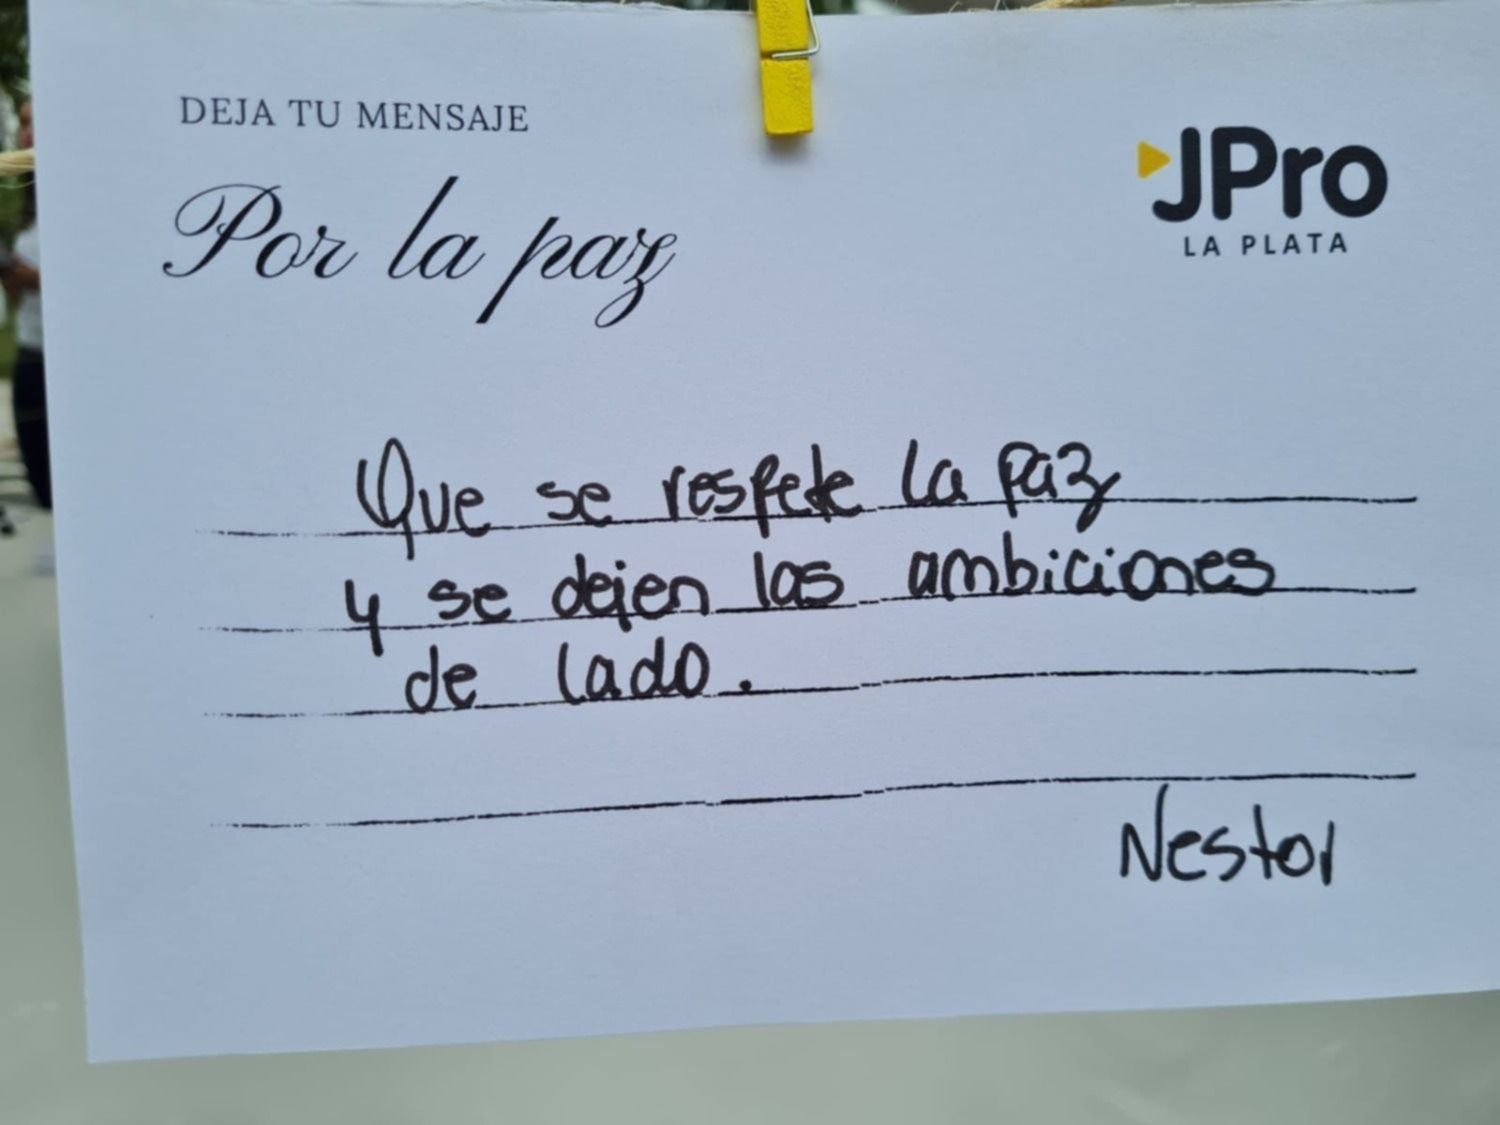 DEJA TU MENSAJE
Por la paz
JPro
LA PLATA
Que se respete la paz
y se dejen las ambiciones
de lado.
Nestor